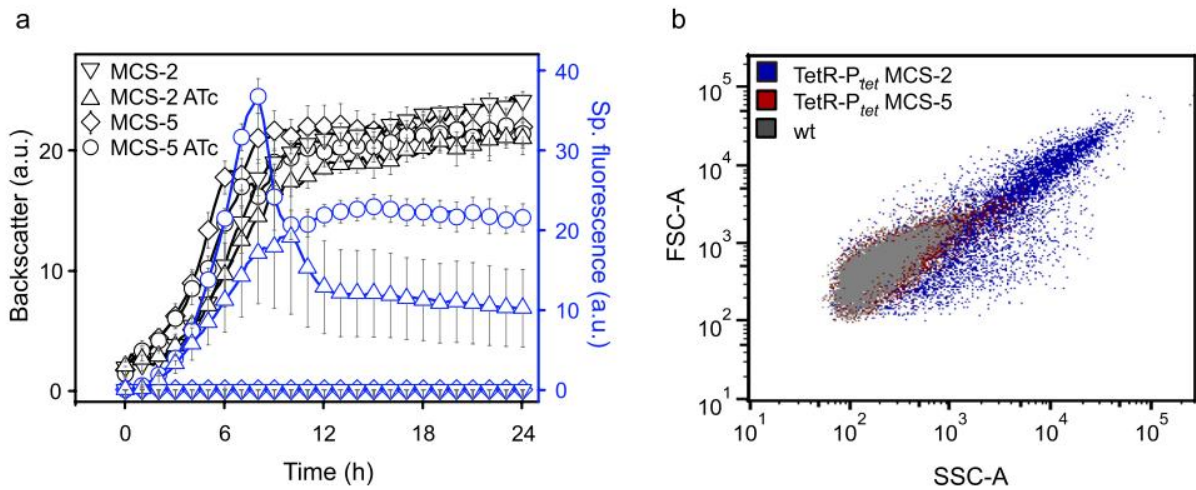 a
MCS-2
MCS-2 ATc
MCS-5
MCS-5 ATc
Backscatter (a.u.)
20
10
0
0 6 12 18 24
Time (h)
40
30
20
10
0
Sp. fluorescence (a.u.)
b
TetR-Ptet MCS-2
TetR-Ptet MCS-5
wt
FSC-A
10^5
10^4
10^3
10^2
10^1
10^1 10^2 10^3 10^4 10^5
SSC-A